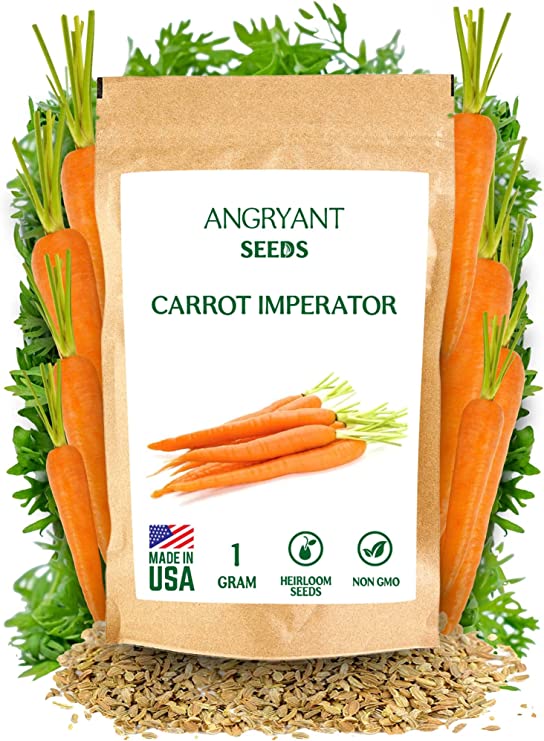 ANGRYANT
SEEDS
CARROT IMPERATOR
MADE IN
USA
1
GRAM
HEIRLOOM
SEEDS
NON GMO